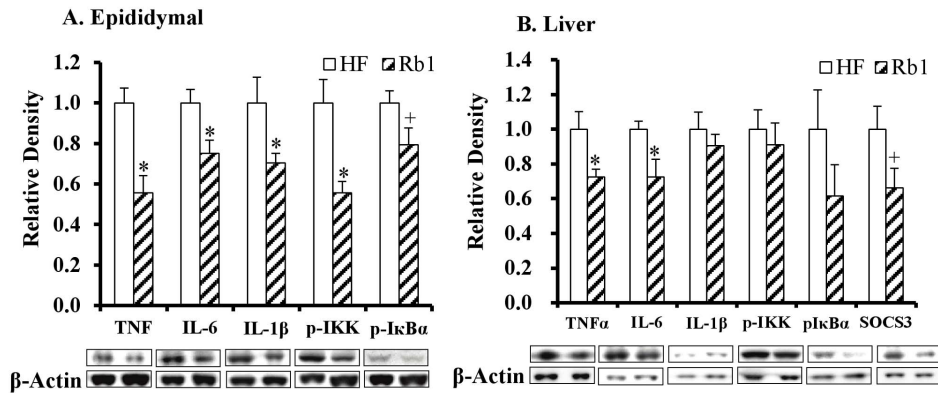 A. Epididymal
HF Rb1
Relative Density
1.2
1.0
0.8
0.6
0.4
0.2
0.0
* * * * +
TNF IL-6 IL-1β p-IKK p-IκBα
β-Actin
B. Liver
HF Rb1
Relative Density
1.4
1.2
1.0
0.8
0.6
0.4
0.2
0.0
* * +
TNFα IL-6 IL-1β p-IKK pIκBα SOCS3
β-Actin